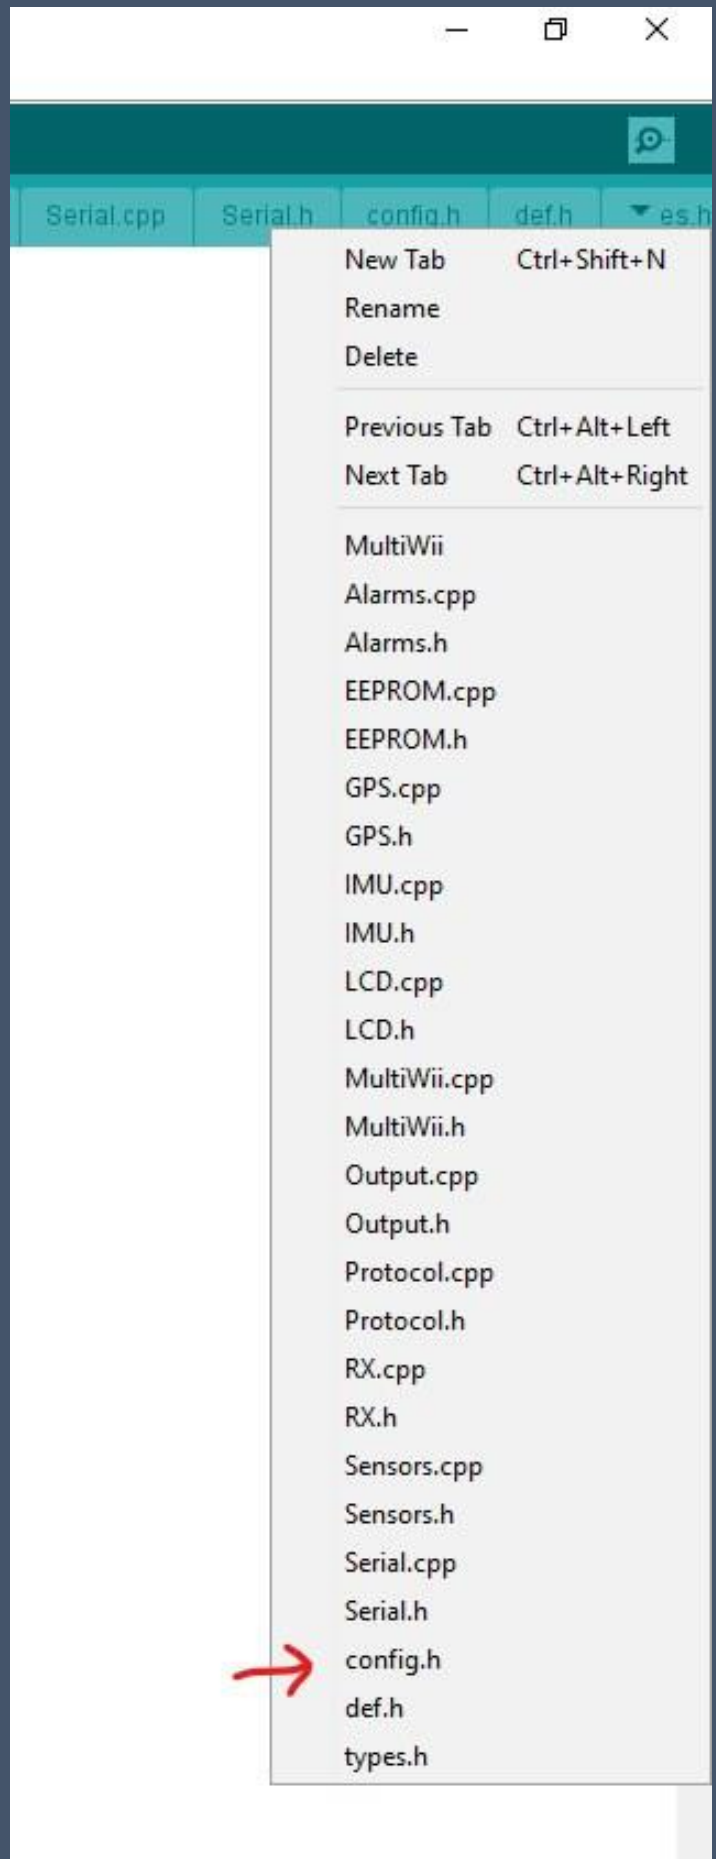 Serial.cpp Serial.h config.h def.h es.h
New Tab Ctrl+Shift+N
Rename
Delete
Previous Tab Ctrl+Alt+Left
Next Tab Ctrl+Alt+Right
MultiWii
Alarms.cpp
Alarms.h
EEPROM.cpp
EEPROM.h
GPS.cpp
GPS.h
IMU.cpp
IMU.h
LCD.cpp
LCD.h
MultiWii.cpp
MultiWii.h
Output.cpp
Output.h
Protocol.cpp
Protocol.h
RX.cpp
RX.h
Sensors.cpp
Sensors.h
Serial.cpp
Serial.h
config.h
def.h
types.h